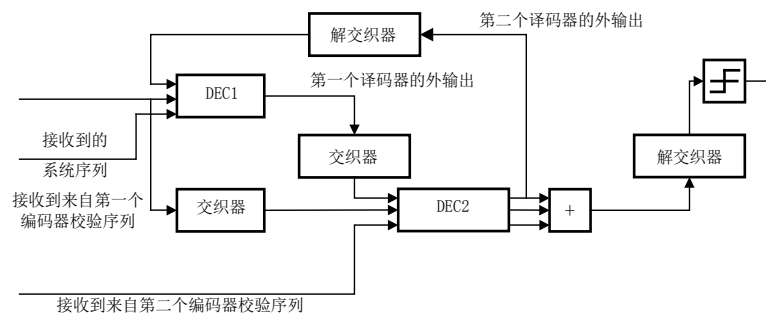 第二个译码器的外输出
解交织器
第一个译码器的外输出
DEC1
接收到的
系统序列
交织器
解交织器
接收到来自第一个
编码器校验序列
交织器
DEC2
+
接收到来自第二个编码器校验序列